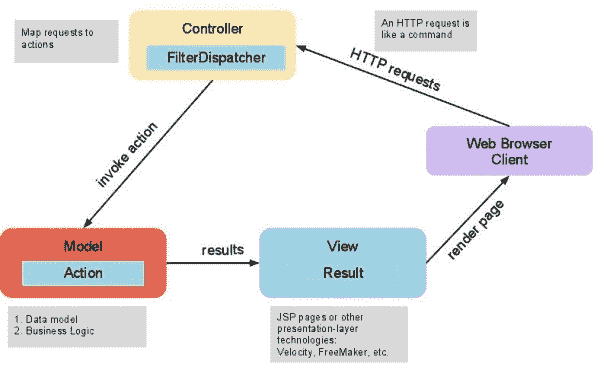 Controller
FilterDispatcher
Map requests to
actions
An HTTP request is
like a command
HTTP requests
Web Browser
Client
invoke action
Model
Action
results
View
Result
render page
1. Data model
2. Business Logic
JSP pages or other
presentation-layer
technologies:
Velocity, FreeMaker, etc.